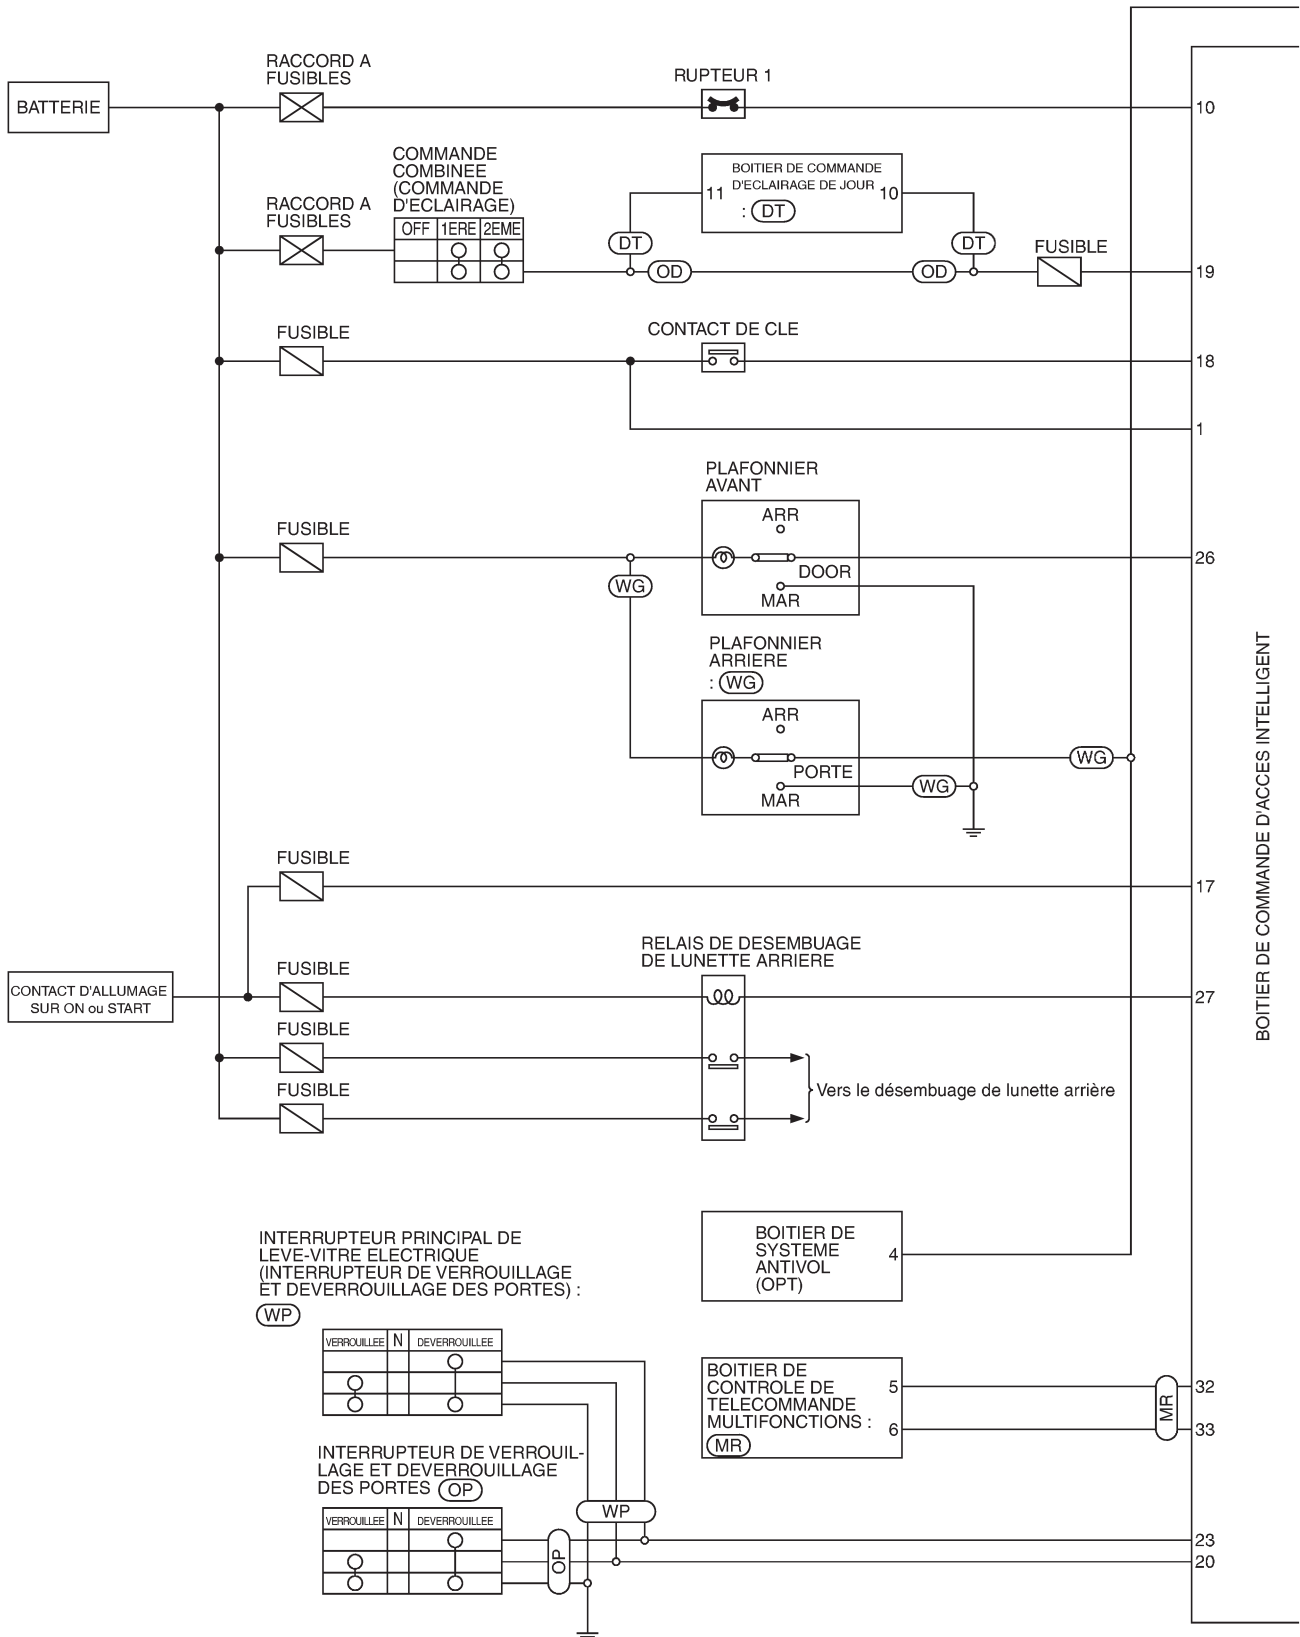 RACCORD A
FUSIBLES
BATTERIE
RUPTEUR 1
10
COMMANDE
COMBINEE
(COMMANDE
D'ECLAIRAGE)
OFF 1ERE 2EME
RACCORD A
FUSIBLES
BOITIER DE COMMANDE
D'ECLAIRAGE DE JOUR
11
10
: DT
DT
DT
OD
OD
FUSIBLE
19
FUSIBLE
CONTACT DE CLE
18
1
PLAFONNIER
AVANT
ARR
FUSIBLE
26
DOOR
MAR
WG
PLAFONNIER
ARRIERE
: WG
ARR
PORTE
MAR
WG
WG
BOITIER DE COMMANDE D'ACCES INTELLIGENT
FUSIBLE
17
RELAIS DE DESEMBUAGE
DE LUNETTE ARRIERE
CONTACT D'ALLUMAGE
SUR ON ou START
FUSIBLE
27
FUSIBLE
FUSIBLE
Vers le désembuage de lunette arrière
BOITIER DE
SYSTEME
ANTIVOL
(OPT)
4
INTERRUPTEUR PRINCIPAL DE
LEVE-VITRE ELECTRIQUE
(INTERRUPTEUR DE VERROUILLAGE
ET DEVERROUILLAGE DES PORTES) :
WP
VERROUILLEE N DEVERROUILLEE
BOITIER DE
CONTROLE DE
TELECOMMANDE
MULTIFONCTIONS :
MR
5
6
MR
32
33
INTERRUPTEUR DE VERROUIL-
LAGE ET DEVERROUILLAGE
DES PORTES OP
VERROUILLEE N DEVERROUILLEE
WP
OP
23
20